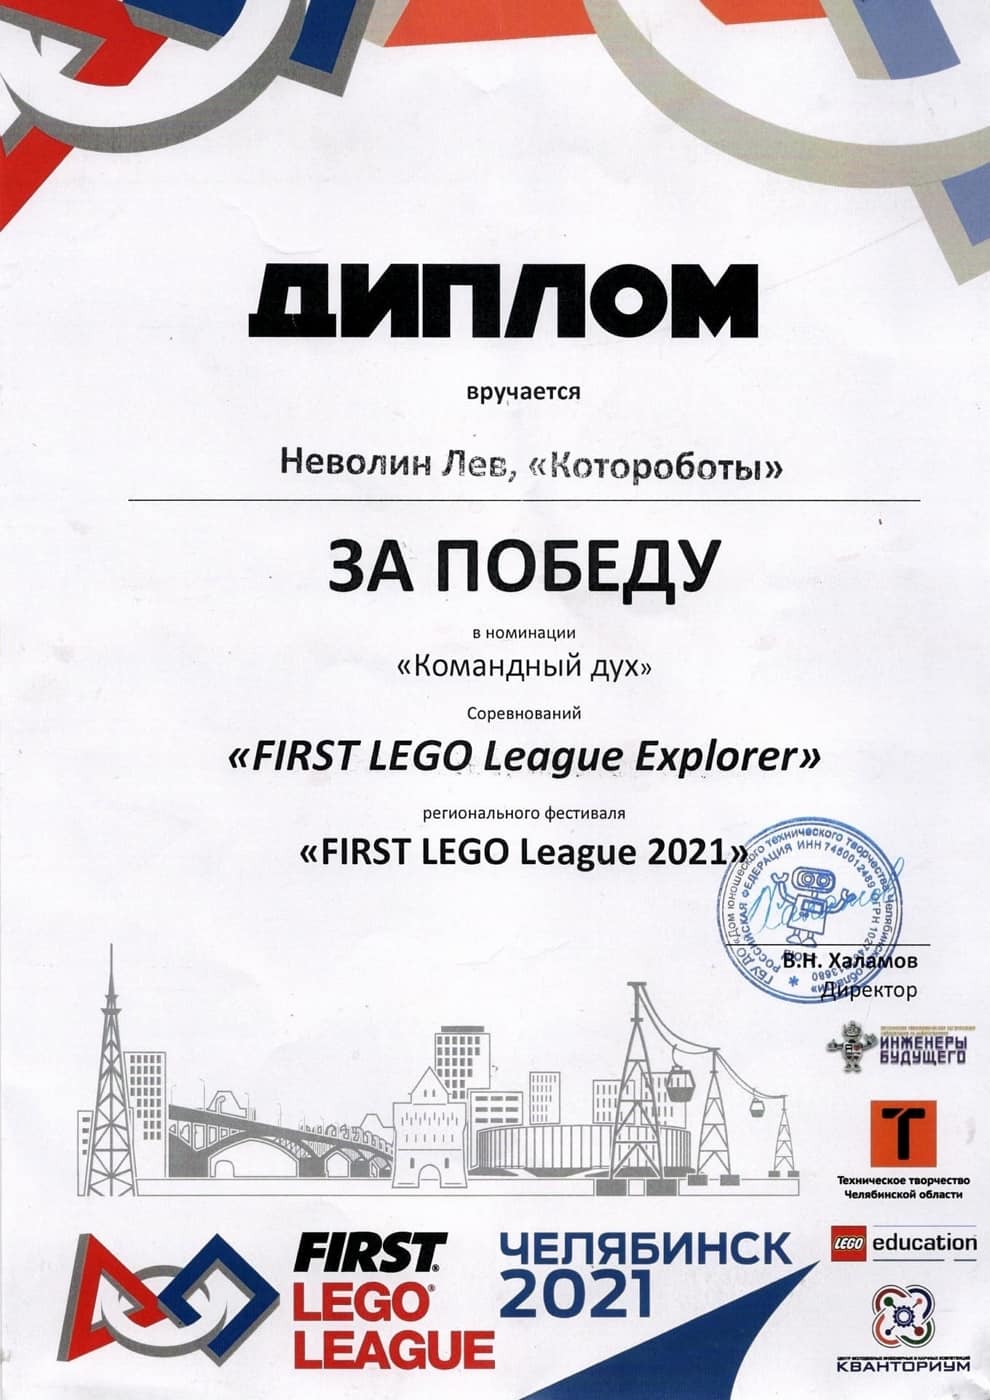 ДИПЛОМ
вручается
Неволин Лев, «Котороботы»
ЗА ПОБЕДУ
в номинации
«Командный дух»
Соревнований
«FIRST LEGO League Explorer»
регионального фестиваля
«FIRST LEGO League 2021»
ГБУ ДО «Дом юношеского технического творчества Челябинской области»
РОССИЙСКАЯ ФЕДЕРАЦИЯ ИНН 7450012489 ОГРН
В.Н. Халамов
Директор
ИНЖЕНЕРЫ
БУДУЩЕГО
Т
Техническое творчество
Челябинской области
FIRST®
LEGO®
LEAGUE
ЧЕЛЯБИНСК
2021
LEGO education
КВАНТОРИУМ